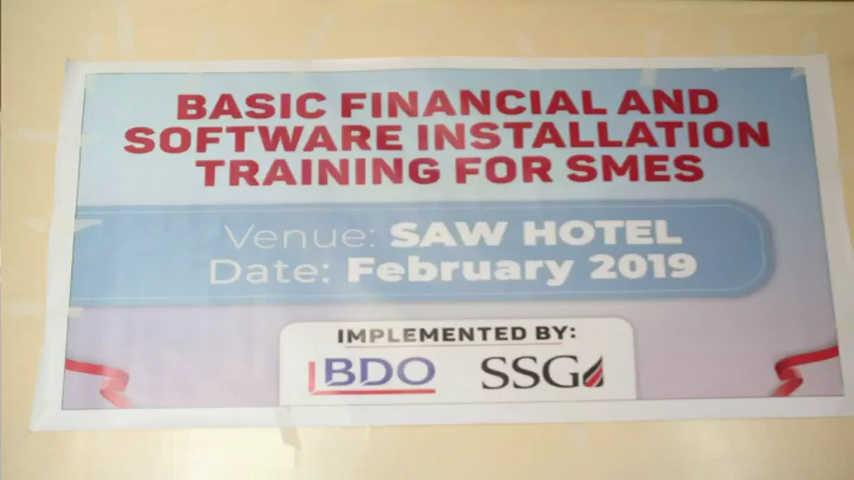 BASIC FINANCIAL AND
SOFTWARE INSTALLATION
TRAINING FOR SMES
Venue: SAW HOTEL
Date: February 2019
IMPLEMENTED BY:
BDO SSG